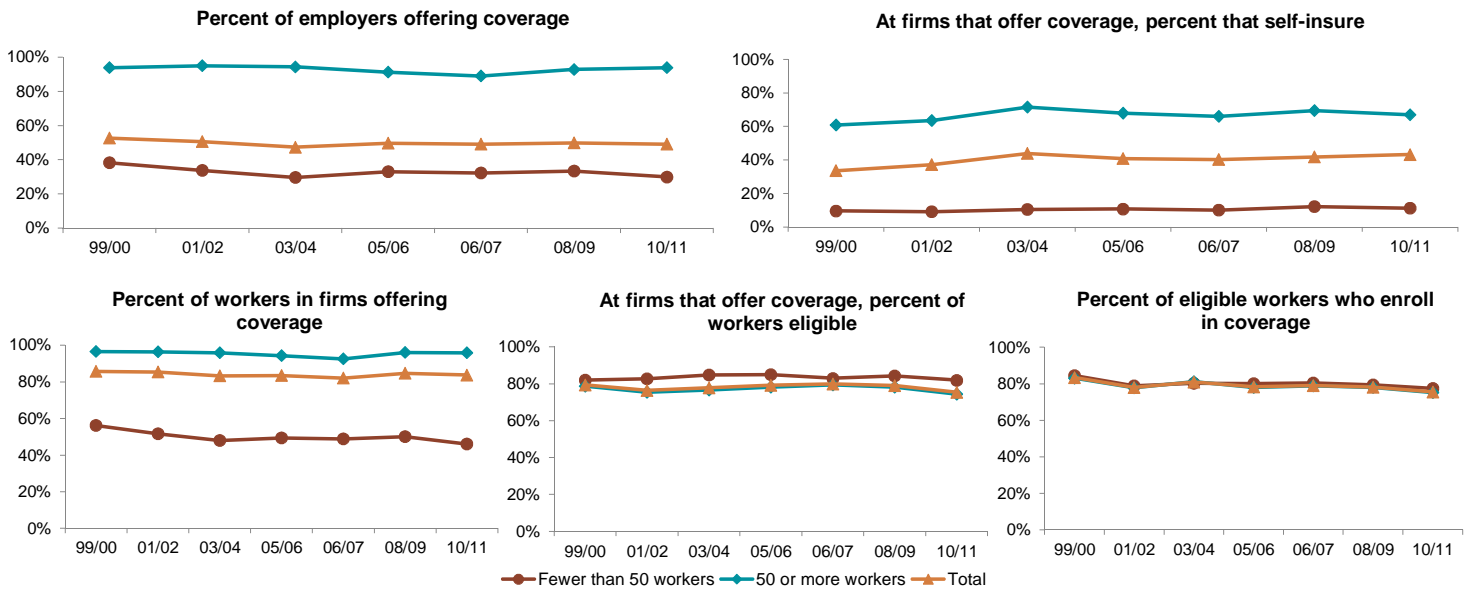 Percent of employers offering coverage
100%
80%
60%
40%
20%
0%
99/00 01/02 03/04 05/06 06/07 08/09 10/11
At firms that offer coverage, percent that self-insure
100%
80%
60%
40%
20%
0%
99/00 01/02 03/04 05/06 06/07 08/09 10/11
Percent of workers in firms offering
coverage
100%
80%
60%
40%
20%
0%
99/00 01/02 03/04 05/06 06/07 08/09 10/11
At firms that offer coverage, percent of
workers eligible
100%
80%
60%
40%
20%
0%
99/00 01/02 03/04 05/06 06/07 08/09 10/11
Percent of eligible workers who enroll
in coverage
100%
80%
60%
40%
20%
0%
99/00 01/02 03/04 05/06 06/07 08/09 10/11
Fewer than 50 workers 50 or more workers Total